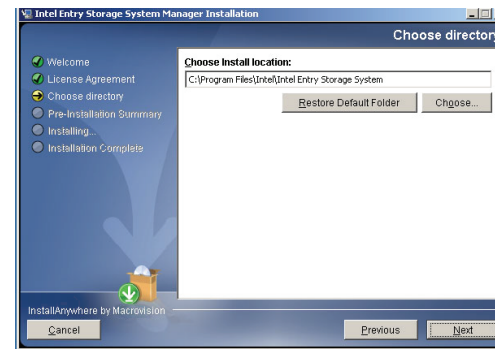 Intel Entry Storage System Manager Installation
Choose directory
Welcome
License Agreement
Choose directory
Pre-Installation Summary
Installing...
Installation Complete
Choose Install location:
C:\Program Files\Intel\Intel Entry Storage System
Restore Default Folder
Choose...
InstallAnywhere by Macrovision
Cancel
Previous
Next